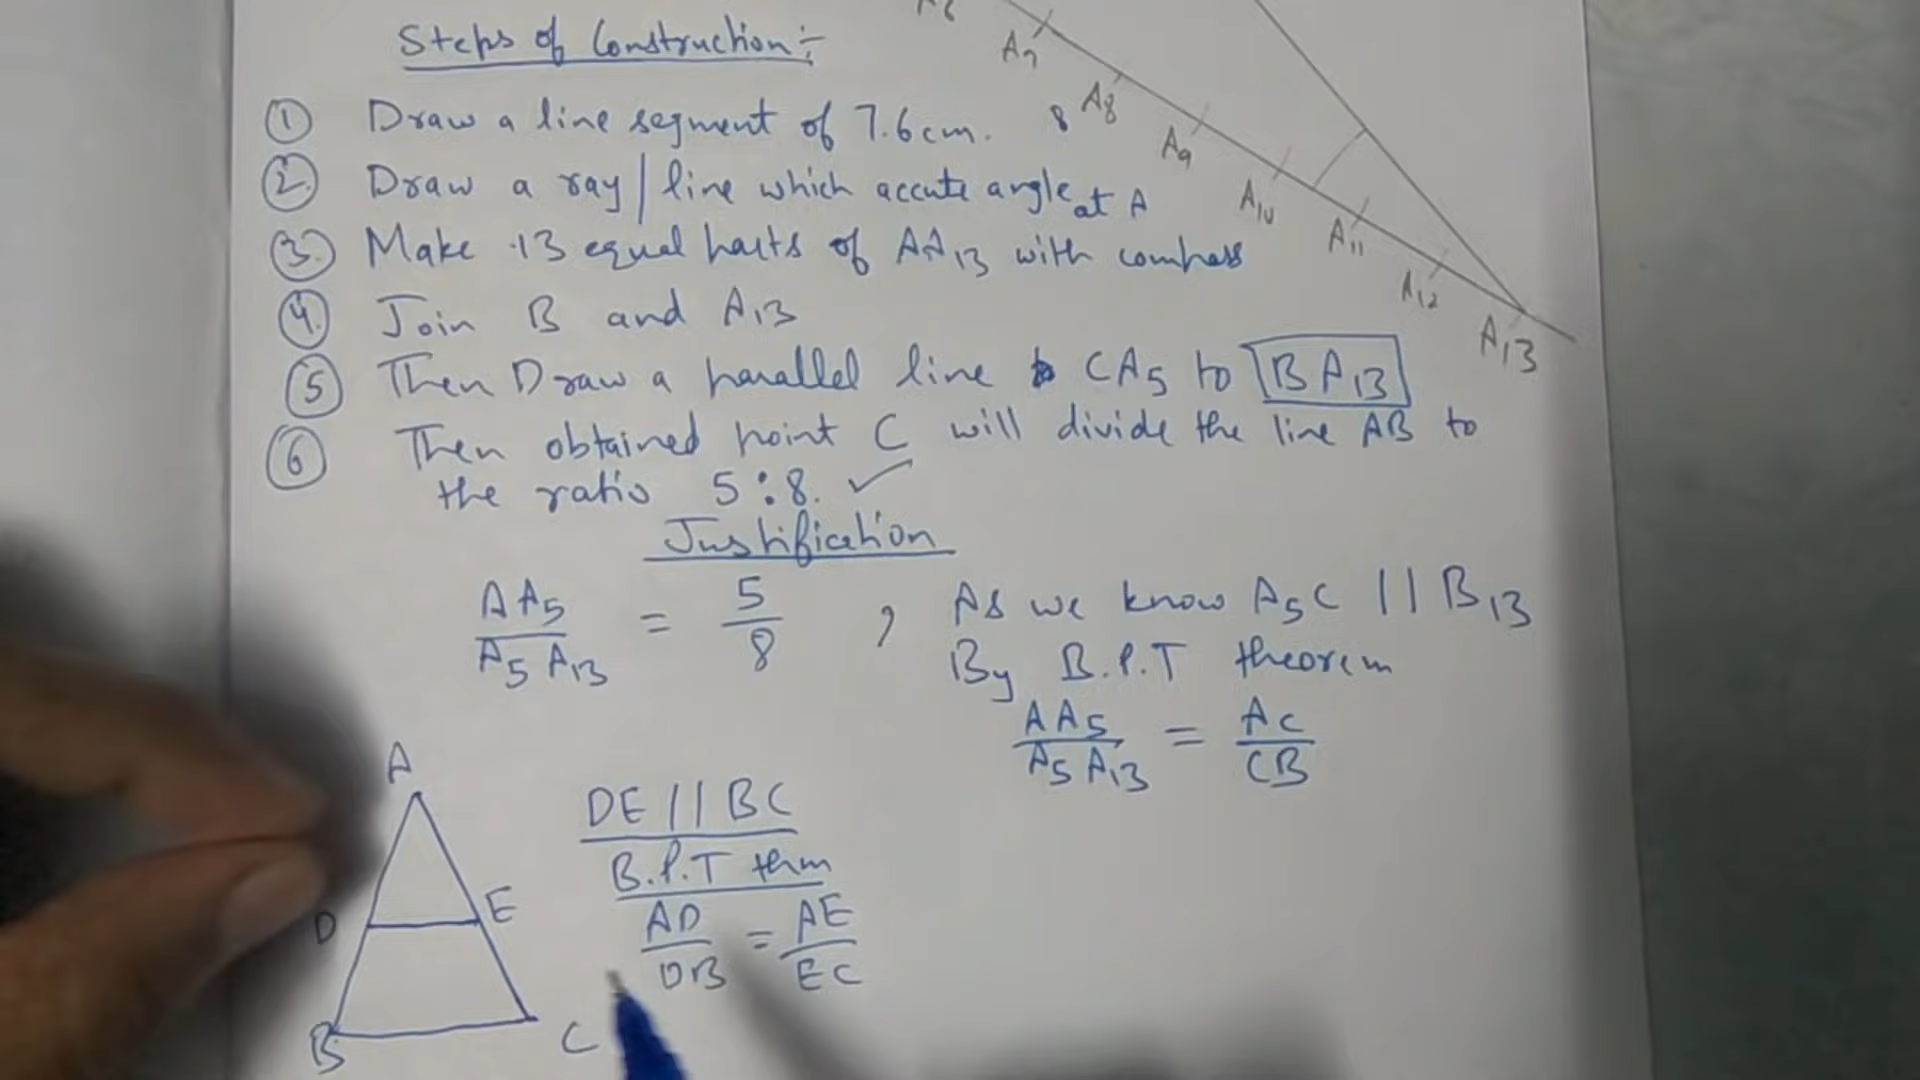 Steps of Construction:-
A6
A7
A8
A9
A10
A11
A12
A13
① Draw a line segment of 7.6cm. 8
② Draw a ray/line which accute angle at A
③ Make 13 equal parts of AA13 with compass
④ Join B and A13
⑤ Then Draw a parallel line CA5 to BA13
⑥ Then obtained point C will divide the line AB to
the ratio 5:8. ✓
Justification
AA5/A5A13 = 5/8 , As we know A5C || B13
By B.P.T theorem
AA5/A5A13 = AC/CB
A
D
E
B
C
DE || BC
B.P.T thm
AD/DB = AE/EC